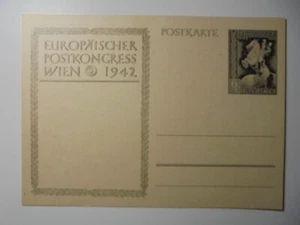 EUROPÄISCHER
POSTKONGRESS
WIEN 1942
POSTKARTE